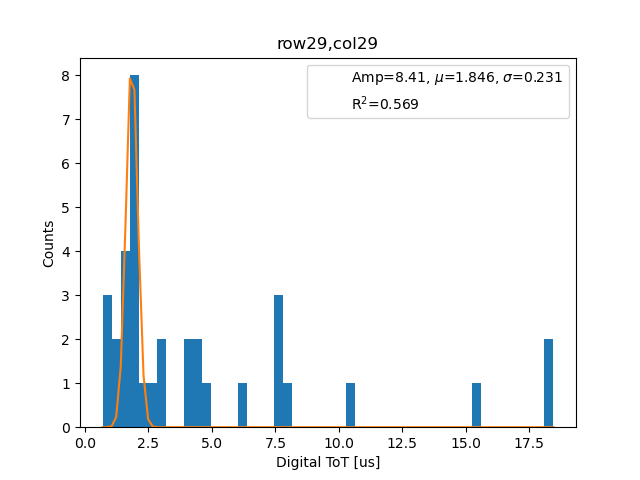 row29,col29
Amp=8.41, μ=1.846, σ=0.231
R²=0.569
Counts
8
7
6
5
4
3
2
1
0
0.0 2.5 5.0 7.5 10.0 12.5 15.0 17.5
Digital ToT [us]